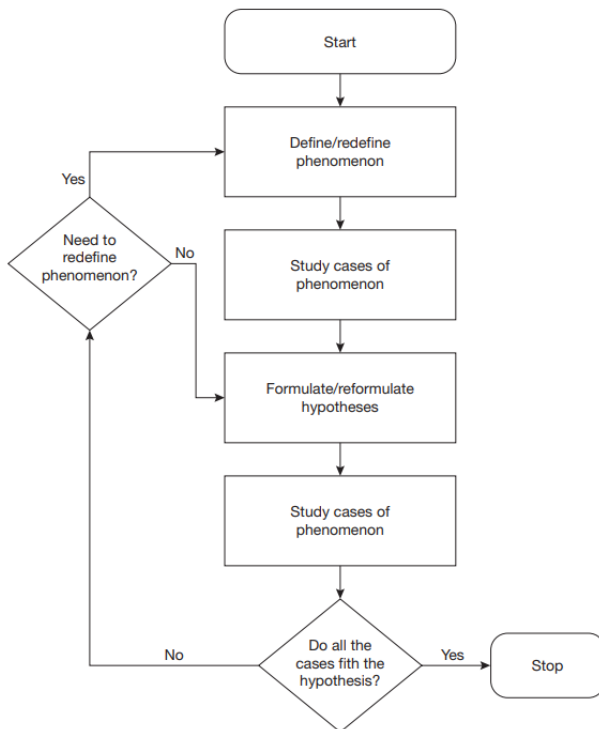 Start
Define/redefine
phenomenon
Yes
Need to
redefine
phenomenon?
No
Study cases of
phenomenon
Formulate/reformulate
hypotheses
Study cases of
phenomenon
Do all the
cases fith the
hypothesis?
No
Yes
Stop